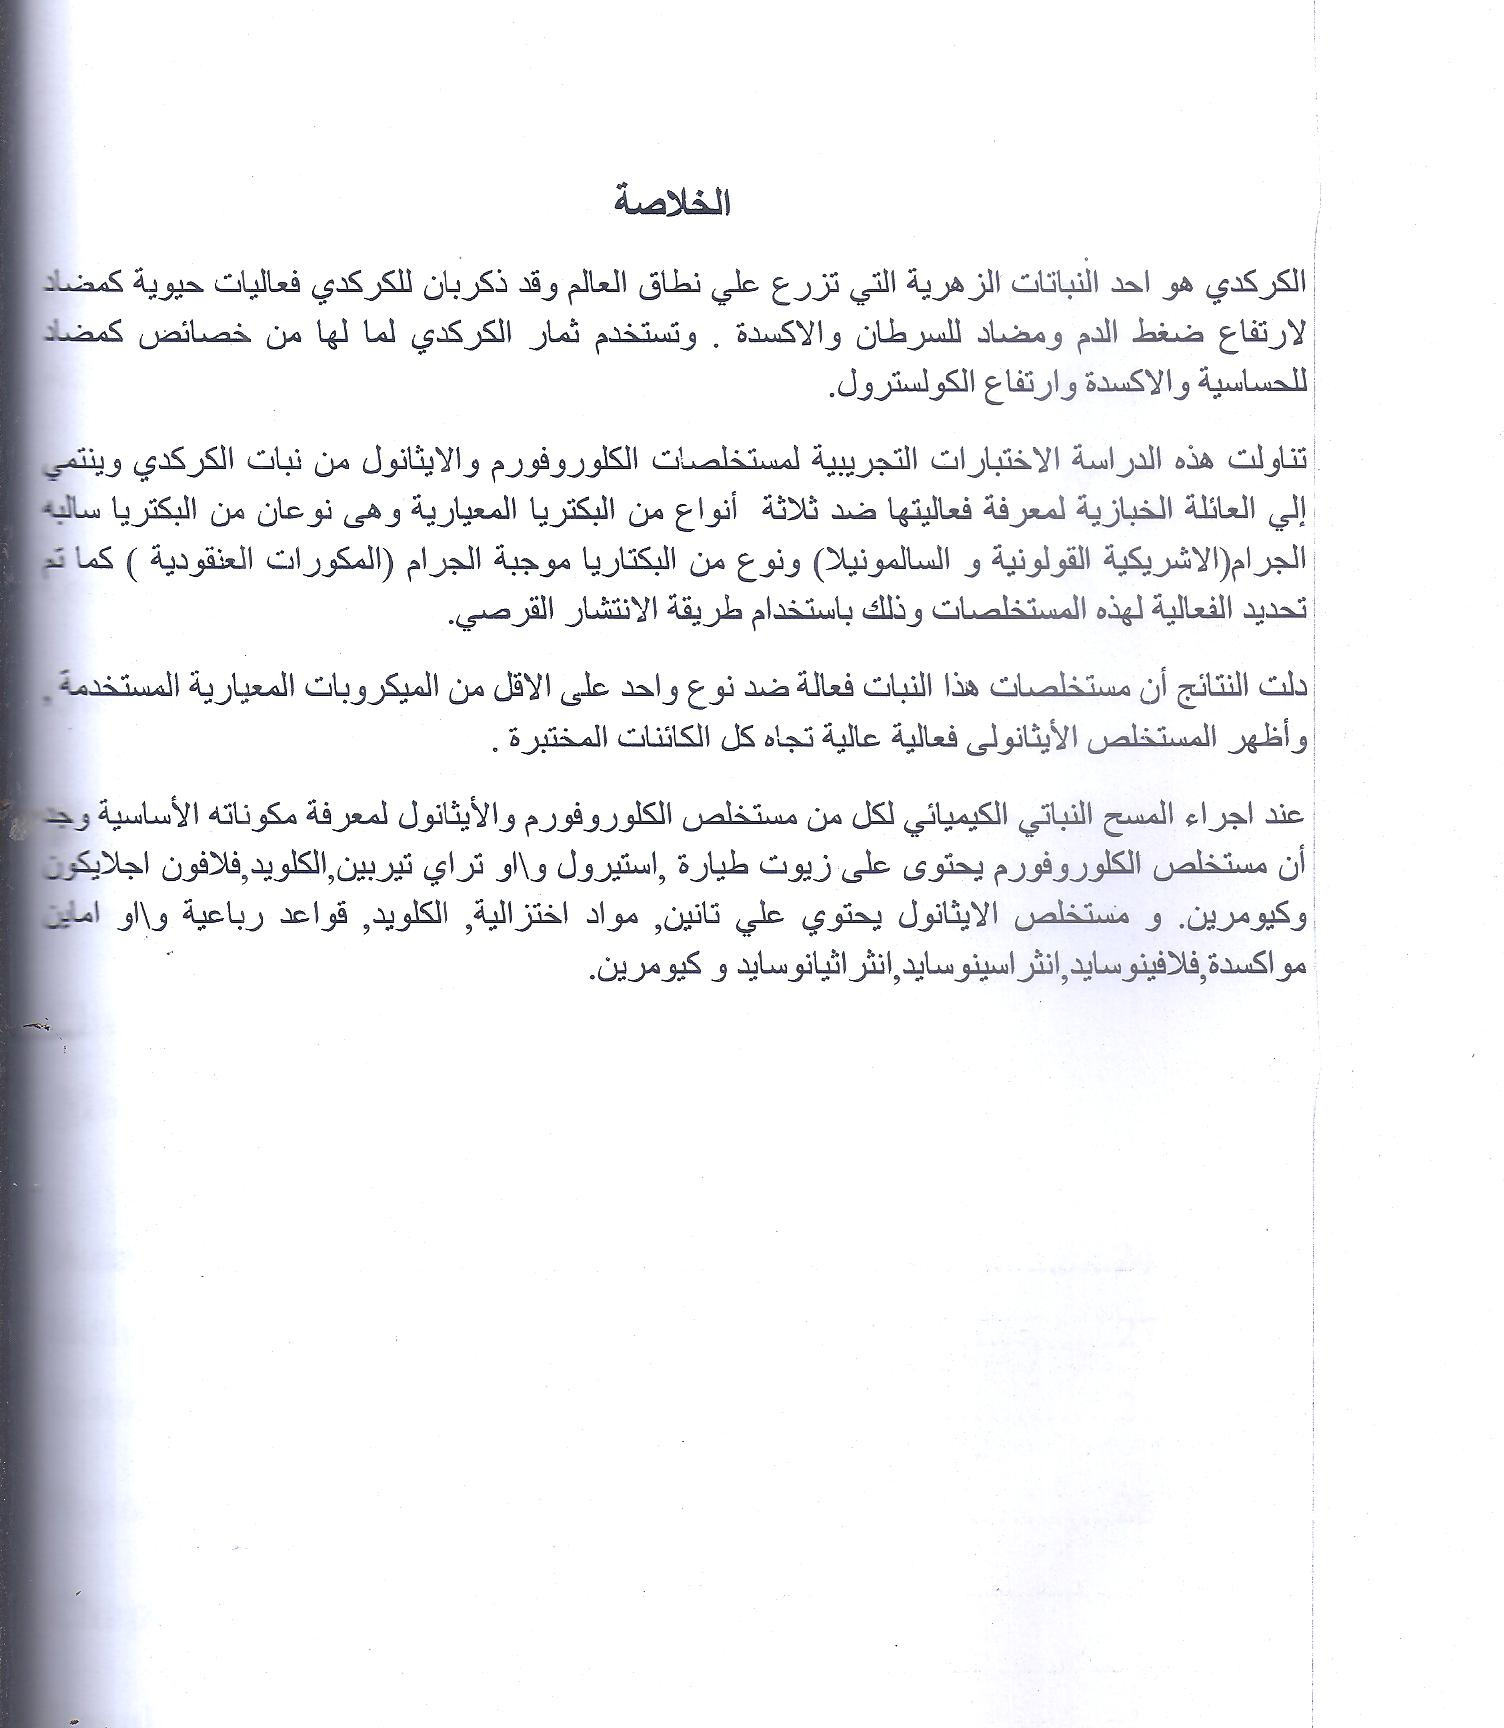 الخلاصة
الكركدي هو احد النباتات الزهرية التي تزرع علي نطاق العالم وقد ذكربان للكركدي فعاليات حيوية كمضاد
لارتفاع ضغط الدم ومضاد للسرطان والاكسدة . وتستخدم ثمار الكركدي لما لها من خصائص كمضاد
للحساسية والاكسدة وارتفاع الكولسترول.
تناولت هذه الدراسة الاختبارات التجريبية لمستخلصات الكلوروفورم والايثانول من نبات الكركدي وينتمي
إلي العائلة الخبازية لمعرفة فعاليتها ضد ثلاثة أنواع من البكتريا المعيارية وهى نوعان من البكتريا سالبه
الجرام(الاشريكية القولونية و السالمونيلا) ونوع من البكتاريا موجبة الجرام (المكورات العنقودية ) كما تم
تحديد الفعالية لهذه المستخلصات وذلك باستخدام طريقة الانتشار القرصي.
دلت النتائج أن مستخلصات هذا النبات فعالة ضد نوع واحد على الاقل من الميكروبات المعيارية المستخدمة ,
وأظهر المستخلص الأيثانولى فعالية عالية تجاه كل الكائنات المختبرة .
عند اجراء المسح النباتي الكيميائي لكل من مستخلص الكلوروفورم والأيثانول لمعرفة مكوناته الأساسية وجد
أن مستخلص الكلوروفورم يحتوى على زيوت طيارة ,استيرول و\او تراي تيربين,الكلويد,فلافون اجلايكون
وكيومرين. و مستخلص الايثانول يحتوي علي تانين, مواد اختزالية, الكلويد, قواعد رباعية و\او امااين
مواكسدة,فلافينوسايد,انثراسينوسايد,انثراثيانوسايد و كيومرين.